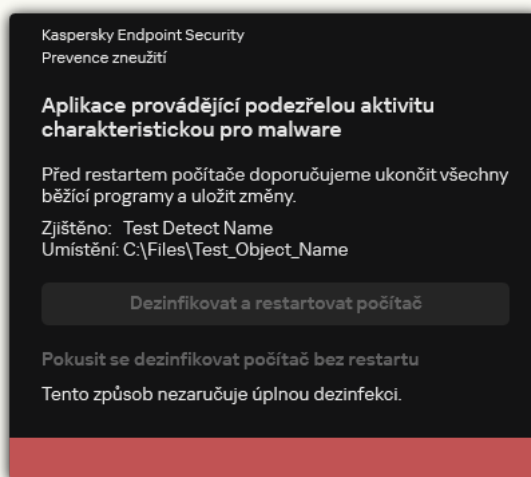 Kaspersky Endpoint Security
Prevence zneužití
Aplikace provádějící podezřelou aktivitu
charakteristickou pro malware
Před restartem počítače doporučujeme ukončit všechny
běžící programy a uložit změny.
Zjištěno: Test Detect Name
Umístění: C:\Files\Test_Object_Name
Dezinfikovat a restartovat počítač
Pokusit se dezinfikovat počítač bez restartu
Tento způsob nezaručuje úplnou dezinfekci.